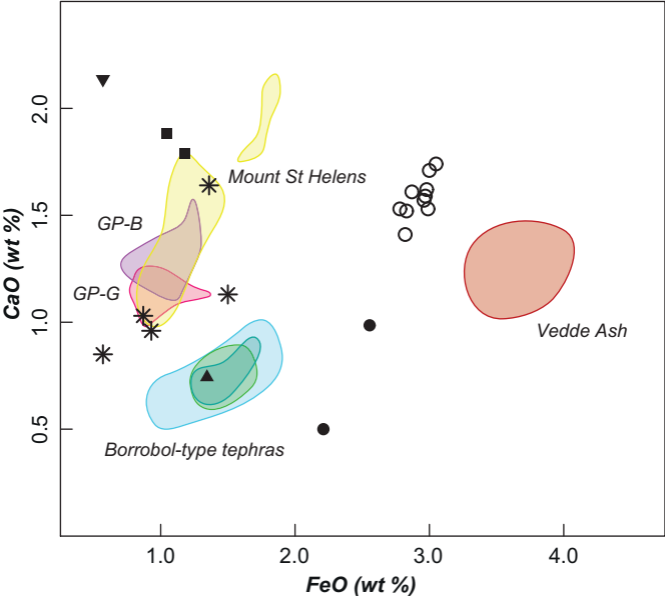 2.0
Mount St Helens
1.5
GP-B
GP-G
CaO (wt %)
1.0
Vedde Ash
0.5
Borrobol-type tephras
1.0 2.0 3.0 4.0
FeO (wt %)